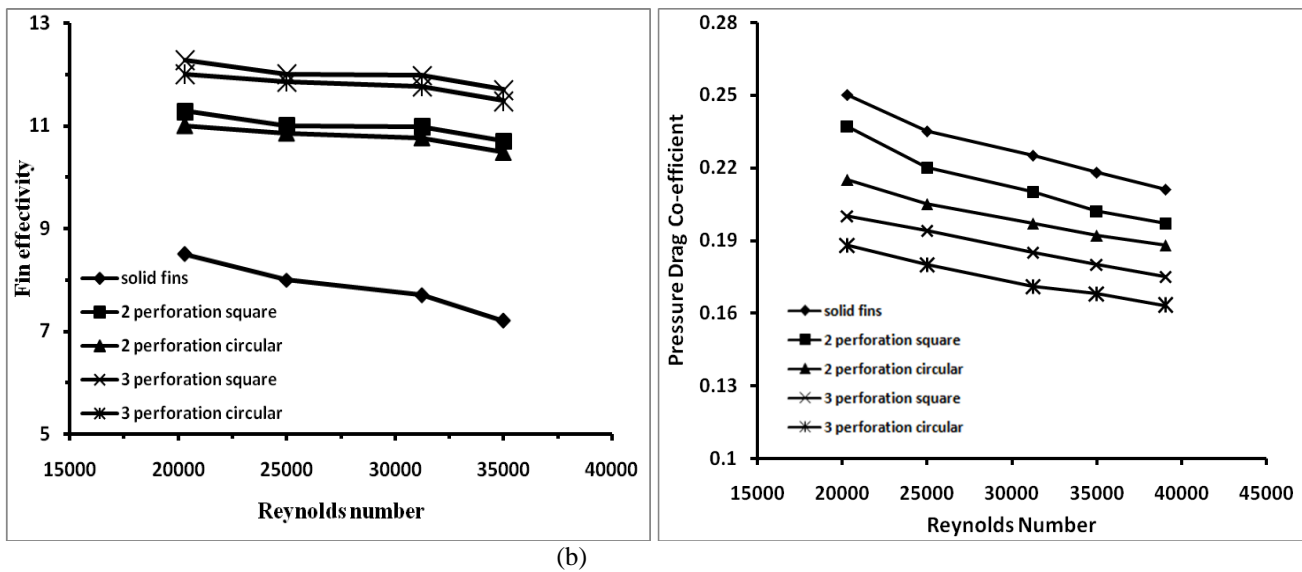 13
11
9
7
5
Fin effectivity
solid fins
2 perforation square
2 perforation circular
3 perforation square
3 perforation circular
15000 20000 25000 30000 35000 40000
Reynolds number
0.28
0.25
0.22
0.19
0.16
0.13
0.1
Pressure Drag Co-efficient
solid fins
2 perforation square
2 perforation circular
3 perforation square
3 perforation circular
15000 20000 25000 30000 35000 40000 45000
Reynolds Number
(b)